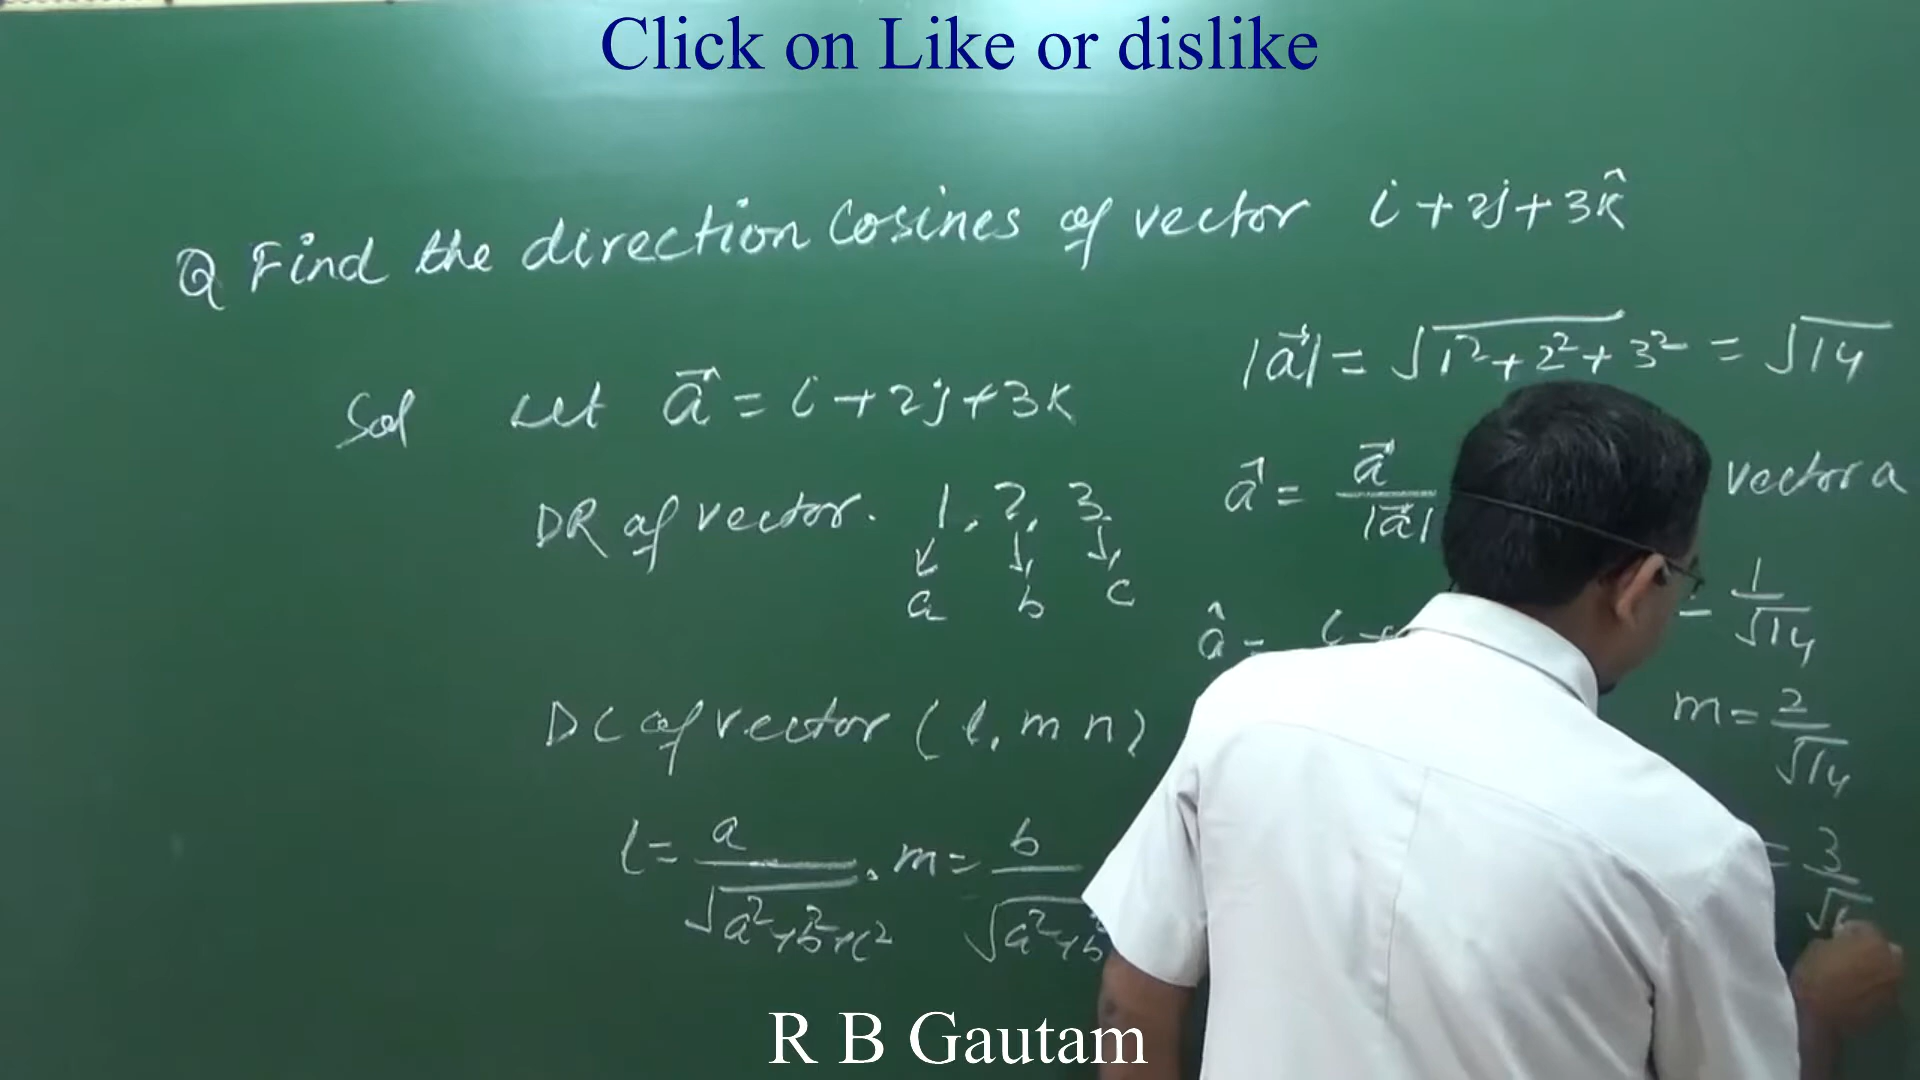 Click on Like or dislike
Q Find the direction Cosines of vector i + 2j + 3k̂
Sol Let a⃗ = i + 2j + 3k
DR of vector. 1, 2, 3
a b c
DC of vector (l, m n)
l = a/√a²+b²+c² , m = b/√a²+b²
|a⃗| = √1²+2²+3² = √14
a⃗ = a⃗/|a⃗| vector a
â = i +
= 1/√14
m = 2/√14
= 3/√
R B Gautam